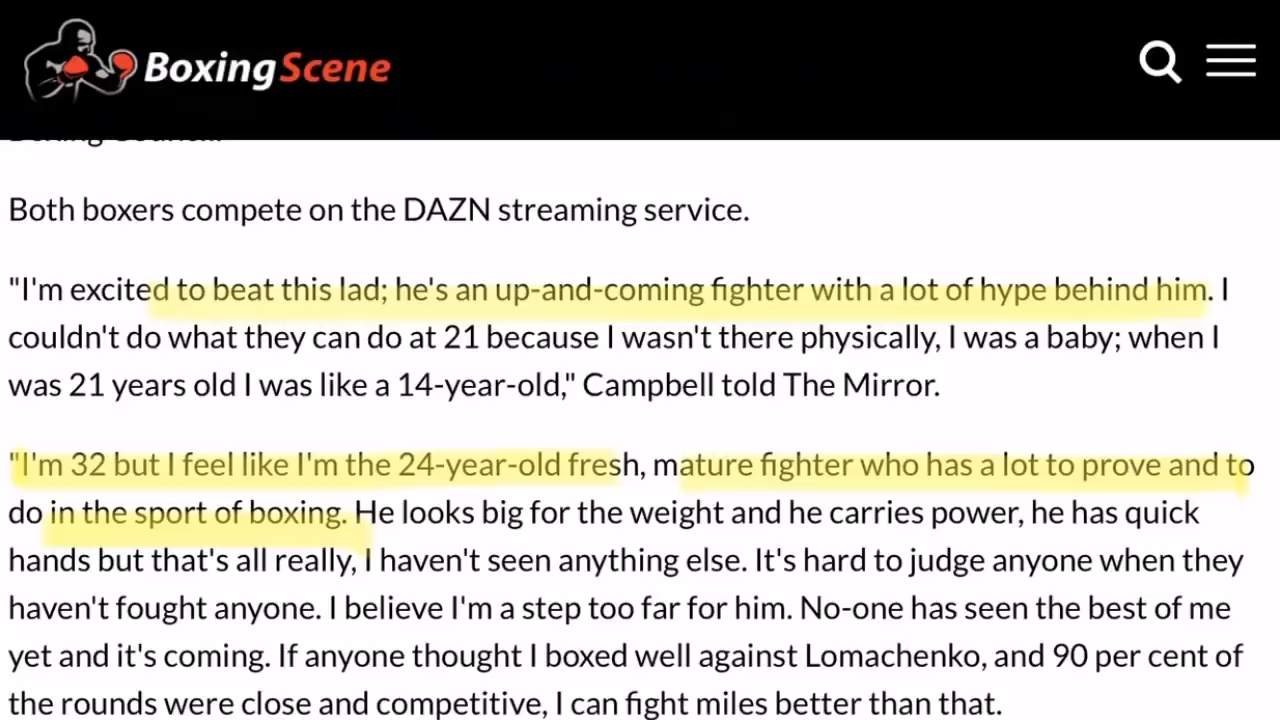 BoxingScene
Both boxers compete on the DAZN streaming service.
"I'm excited to beat this lad; he's an up-and-coming fighter with a lot of hype behind him. I
couldn't do what they can do at 21 because I wasn't there physically, I was a baby; when I
was 21 years old I was like a 14-year-old," Campbell told The Mirror.
"I'm 32 but I feel like I'm the 24-year-old fresh, mature fighter who has a lot to prove and to
do in the sport of boxing. He looks big for the weight and he carries power, he has quick
hands but that's all really, I haven't seen anything else. It's hard to judge anyone when they
haven't fought anyone. I believe I'm a step too far for him. No-one has seen the best of me
yet and it's coming. If anyone thought I boxed well against Lomachenko, and 90 per cent of
the rounds were close and competitive, I can fight miles better than that.